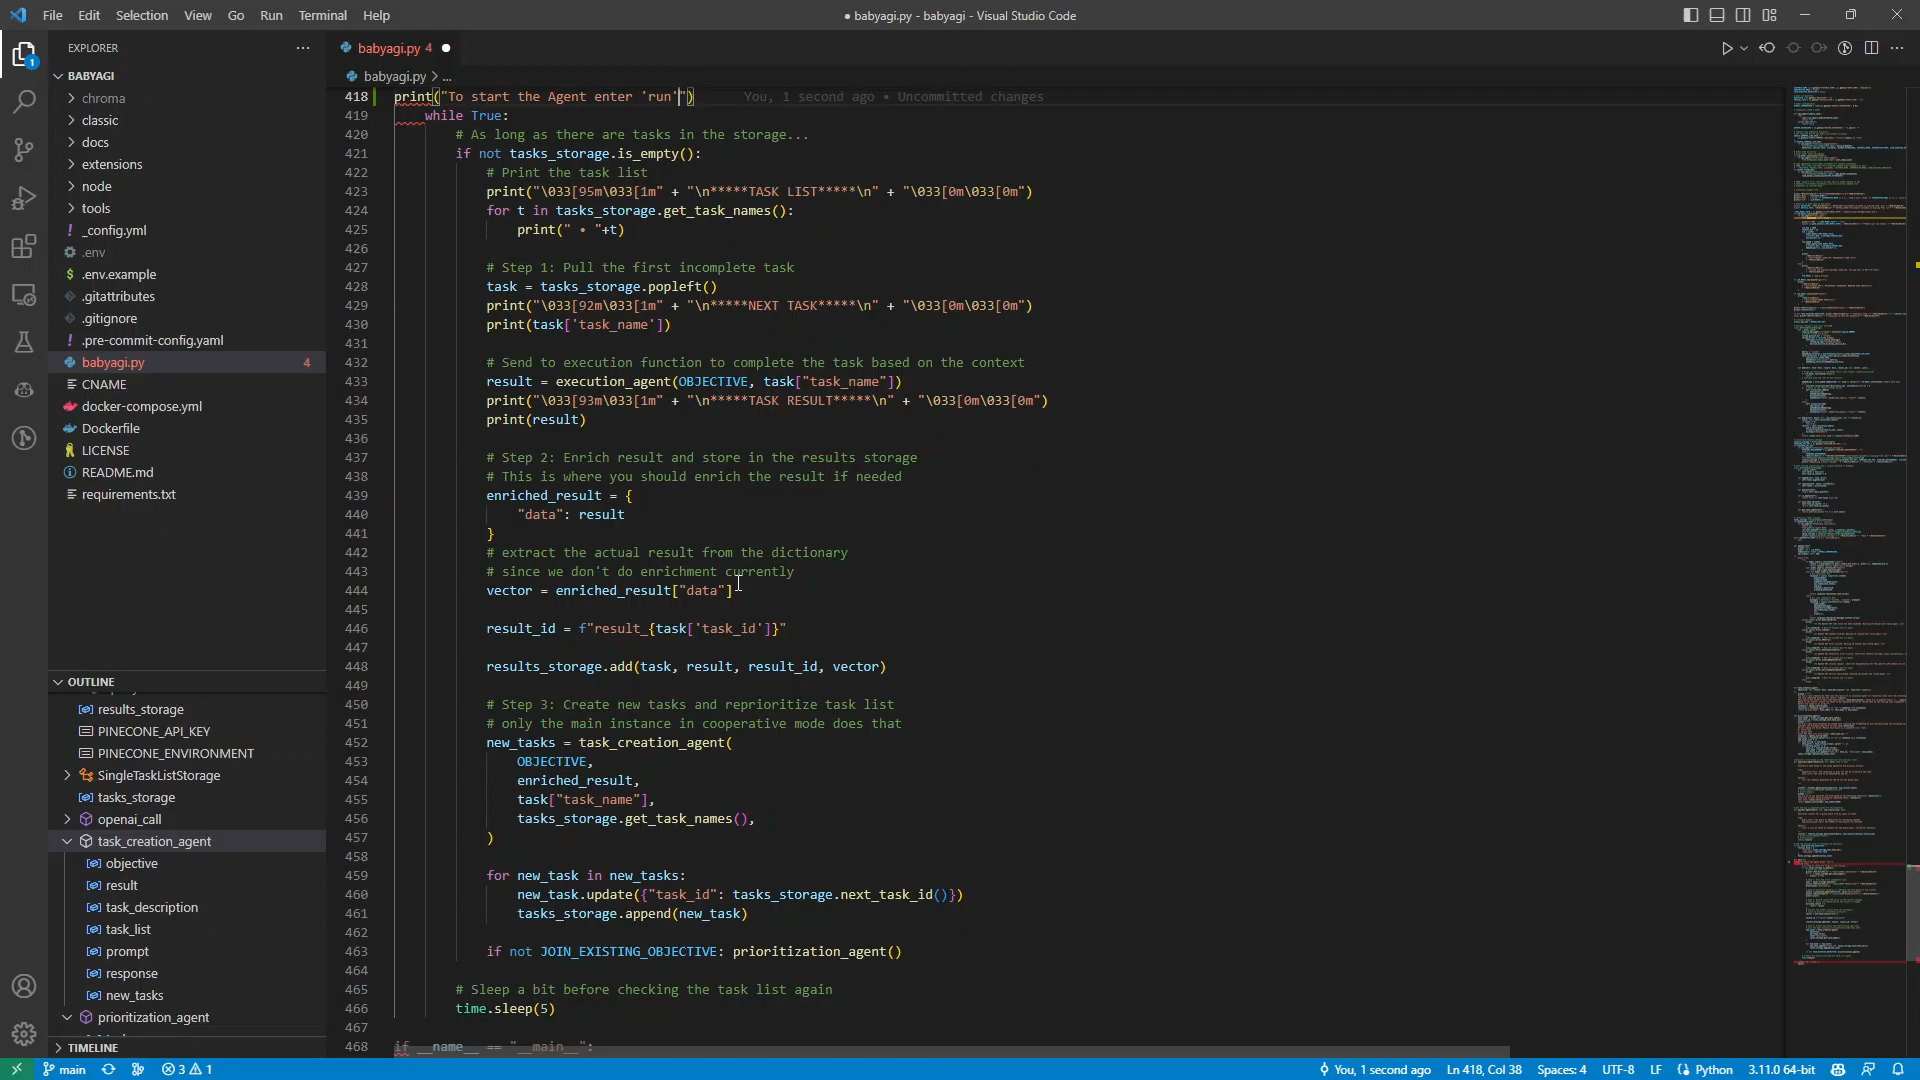 File Edit Selection View Go Run Terminal Help
● babyagi.py - babyagi - Visual Studio Code
EXPLORER
babyagi.py 4
1
BABYAGI
babyagi.py > ...
chroma
classic
docs
extensions
node
tools
_config.yml
.env
.env.example
.gitattributes
.gitignore
.pre-commit-config.yaml
babyagi.py 4
CNAME
docker-compose.yml
Dockerfile
LICENSE
README.md
requirements.txt
OUTLINE
results_storage
PINECONE_API_KEY
PINECONE_ENVIRONMENT
SingleTaskListStorage
tasks_storage
openai_call
task_creation_agent
objective
result
task_description
task_list
prompt
response
new_tasks
prioritization_agent
TIMELINE
418 print("To start the Agent enter 'run'") You, 1 second ago • Uncommitted changes
419 while True:
420 # As long as there are tasks in the storage...
421 if not tasks_storage.is_empty():
422 # Print the task list
423 print("\033[95m\033[1m" + "\n*****TASK LIST*****\n" + "\033[0m\033[0m")
424 for t in tasks_storage.get_task_names():
425 print(" • "+t)
426
427 # Step 1: Pull the first incomplete task
428 task = tasks_storage.popleft()
429 print("\033[92m\033[1m" + "\n*****NEXT TASK*****\n" + "\033[0m\033[0m")
430 print(task['task_name'])
431
432 # Send to execution function to complete the task based on the context
433 result = execution_agent(OBJECTIVE, task["task_name"])
434 print("\033[93m\033[1m" + "\n*****TASK RESULT*****\n" + "\033[0m\033[0m")
435 print(result)
436
437 # Step 2: Enrich result and store in the results storage
438 # This is where you should enrich the result if needed
439 enriched_result = {
440 "data": result
441 }
442 # extract the actual result from the dictionary
443 # since we don't do enrichment currently
444 vector = enriched_result["data"]
445
446 result_id = f"result_{task['task_id']}"
447
448 results_storage.add(task, result, result_id, vector)
449
450 # Step 3: Create new tasks and reprioritize task list
451 # only the main instance in cooperative mode does that
452 new_tasks = task_creation_agent(
453 OBJECTIVE,
454 enriched_result,
455 task["task_name"],
456 tasks_storage.get_task_names(),
457 )
458
459 for new_task in new_tasks:
460 new_task.update({"task_id": tasks_storage.next_task_id()})
461 tasks_storage.append(new_task)
462
463 if not JOIN_EXISTING_OBJECTIVE: prioritization_agent()
464
465 # Sleep a bit before checking the task list again
466 time.sleep(5)
467
468 if __name__ == "__main__":
main 3 1 You, 1 second ago Ln 418, Col 38 Spaces: 4 UTF-8 LF Python 3.11.0 64-bit